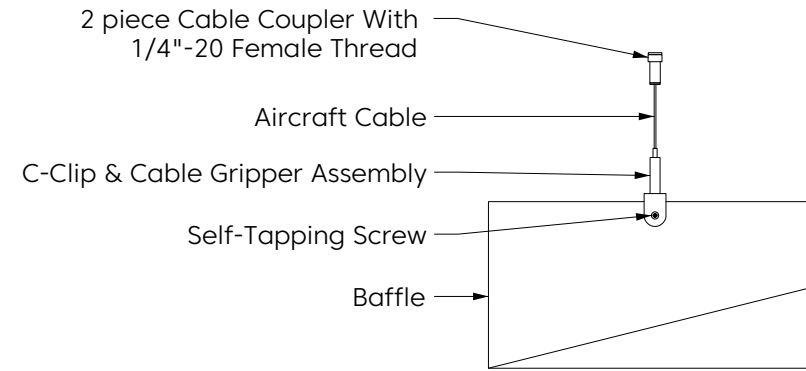 2 piece Cable Coupler With
1/4"-20 Female Thread
Aircraft Cable
C-Clip & Cable Gripper Assembly
Self-Tapping Screw
Baffle